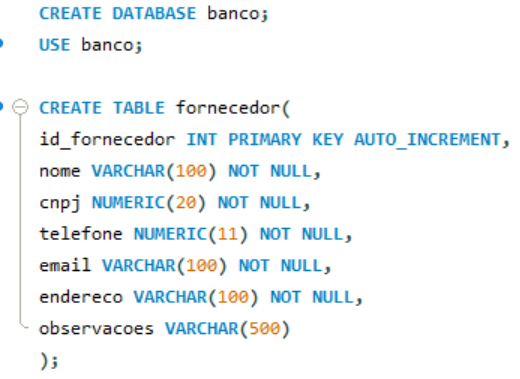 CREATE DATABASE banco;
USE banco;
CREATE TABLE fornecedor(
id_fornecedor INT PRIMARY KEY AUTO_INCREMENT,
nome VARCHAR(100) NOT NULL,
cnpj NUMERIC(20) NOT NULL,
telefone NUMERIC(11) NOT NULL,
email VARCHAR(100) NOT NULL,
endereco VARCHAR(100) NOT NULL,
observacoes VARCHAR(500)
);